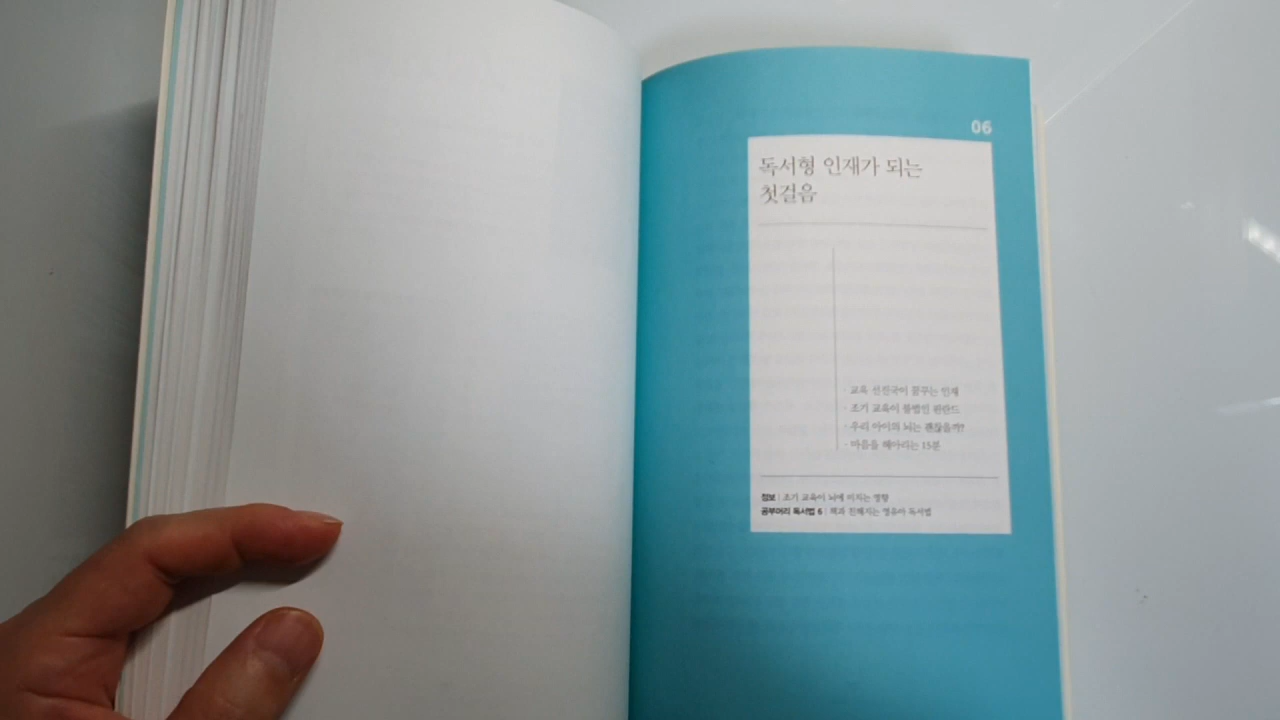 06
독서형 인재가 되는
첫걸음
· 교육 선진국이 꿈꾸는 인재
· 조기 교육이 불법인 핀란드
· 우리 아이의 뇌는 괜찮을까?
· 마음을 헤아리는 15분
정보 | 조기 교육이 뇌에 미치는 영향
공부머리 독서법 6 | 책과 친해지는 영유아 독서법